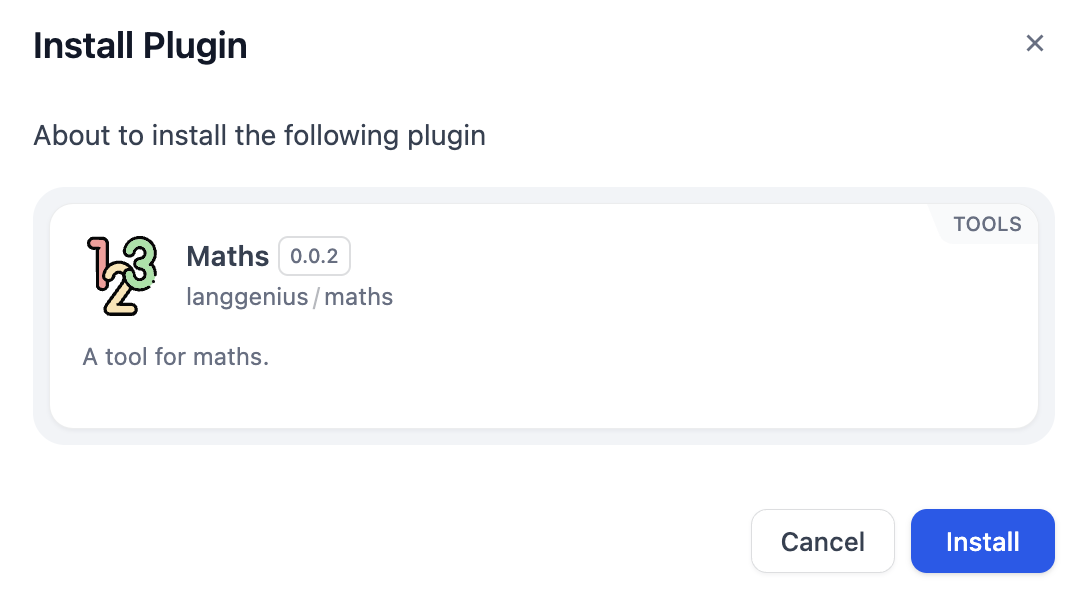 Install Plugin
About to install the following plugin
TOOLS
123
Maths 0.0.2
langgenius / maths
A tool for maths.
Cancel
Install